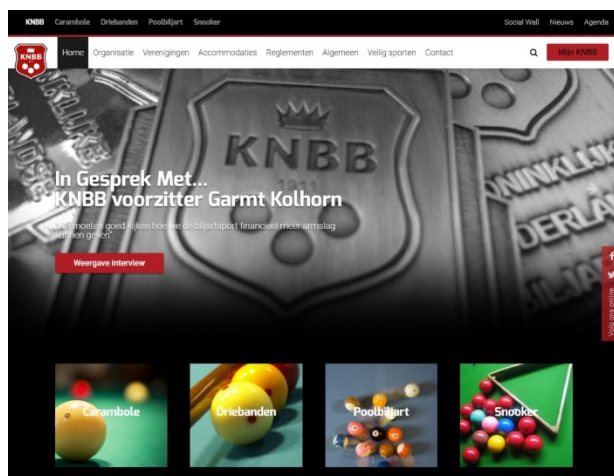 KNBB Carambole Driebanden Poolbiljart Snooker
Social Wall Nieuws Agenda
KNBB
Home Organisatie Verenigingen Accommodaties Reglementen Algemeen Veilig sporten Contact
Mijn KNBB
KNBB
1911
In Gesprek Met...
KNBB voorzitter Garmt Kolhorn
"We moeten goed kijken hoe we de biljartsport financieel meer armslag
kunnen geven"
Weergave interview
Volg ons online
Carambole
Driebanden
Poolbiljart
Snooker